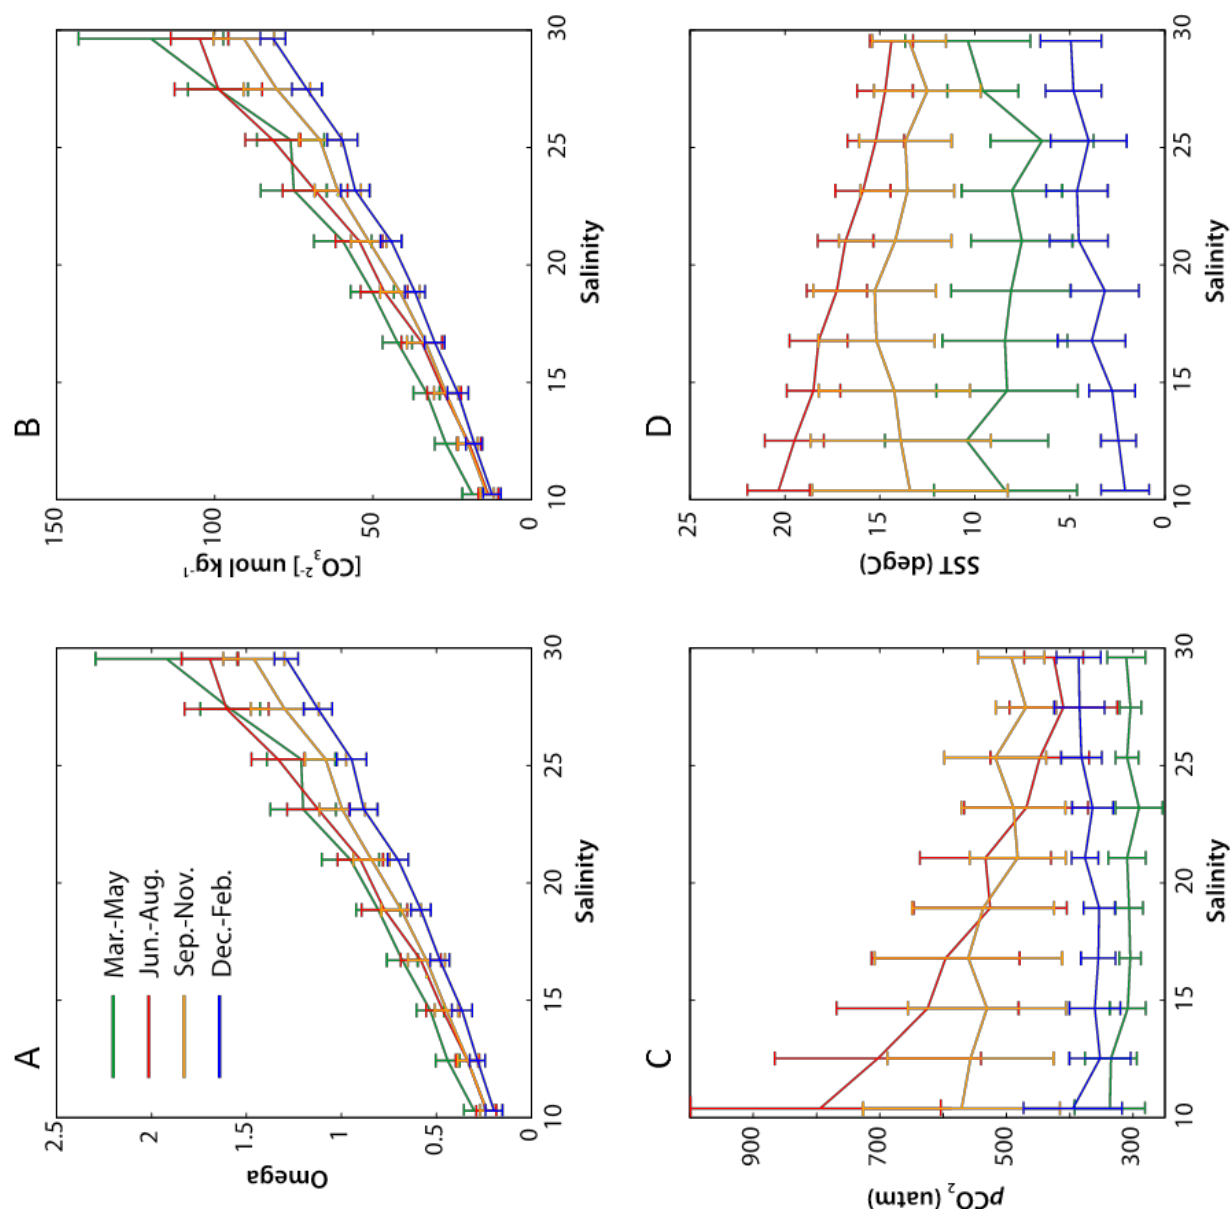 A
2.5
2
1.5
1
0.5
0
Omega
10
15
20
25
30
Salinity
Mar.-May
Jun.-Aug.
Sep.-Nov.
Dec.-Feb.
B
150
100
50
0
[CO₃²⁻] umol kg⁻¹
10
15
20
25
30
Salinity
C
900
700
500
300
pCO₂ (uatm)
10
15
20
25
30
Salinity
D
25
20
15
10
5
0
SST (degC)
10
15
20
25
30
Salinity